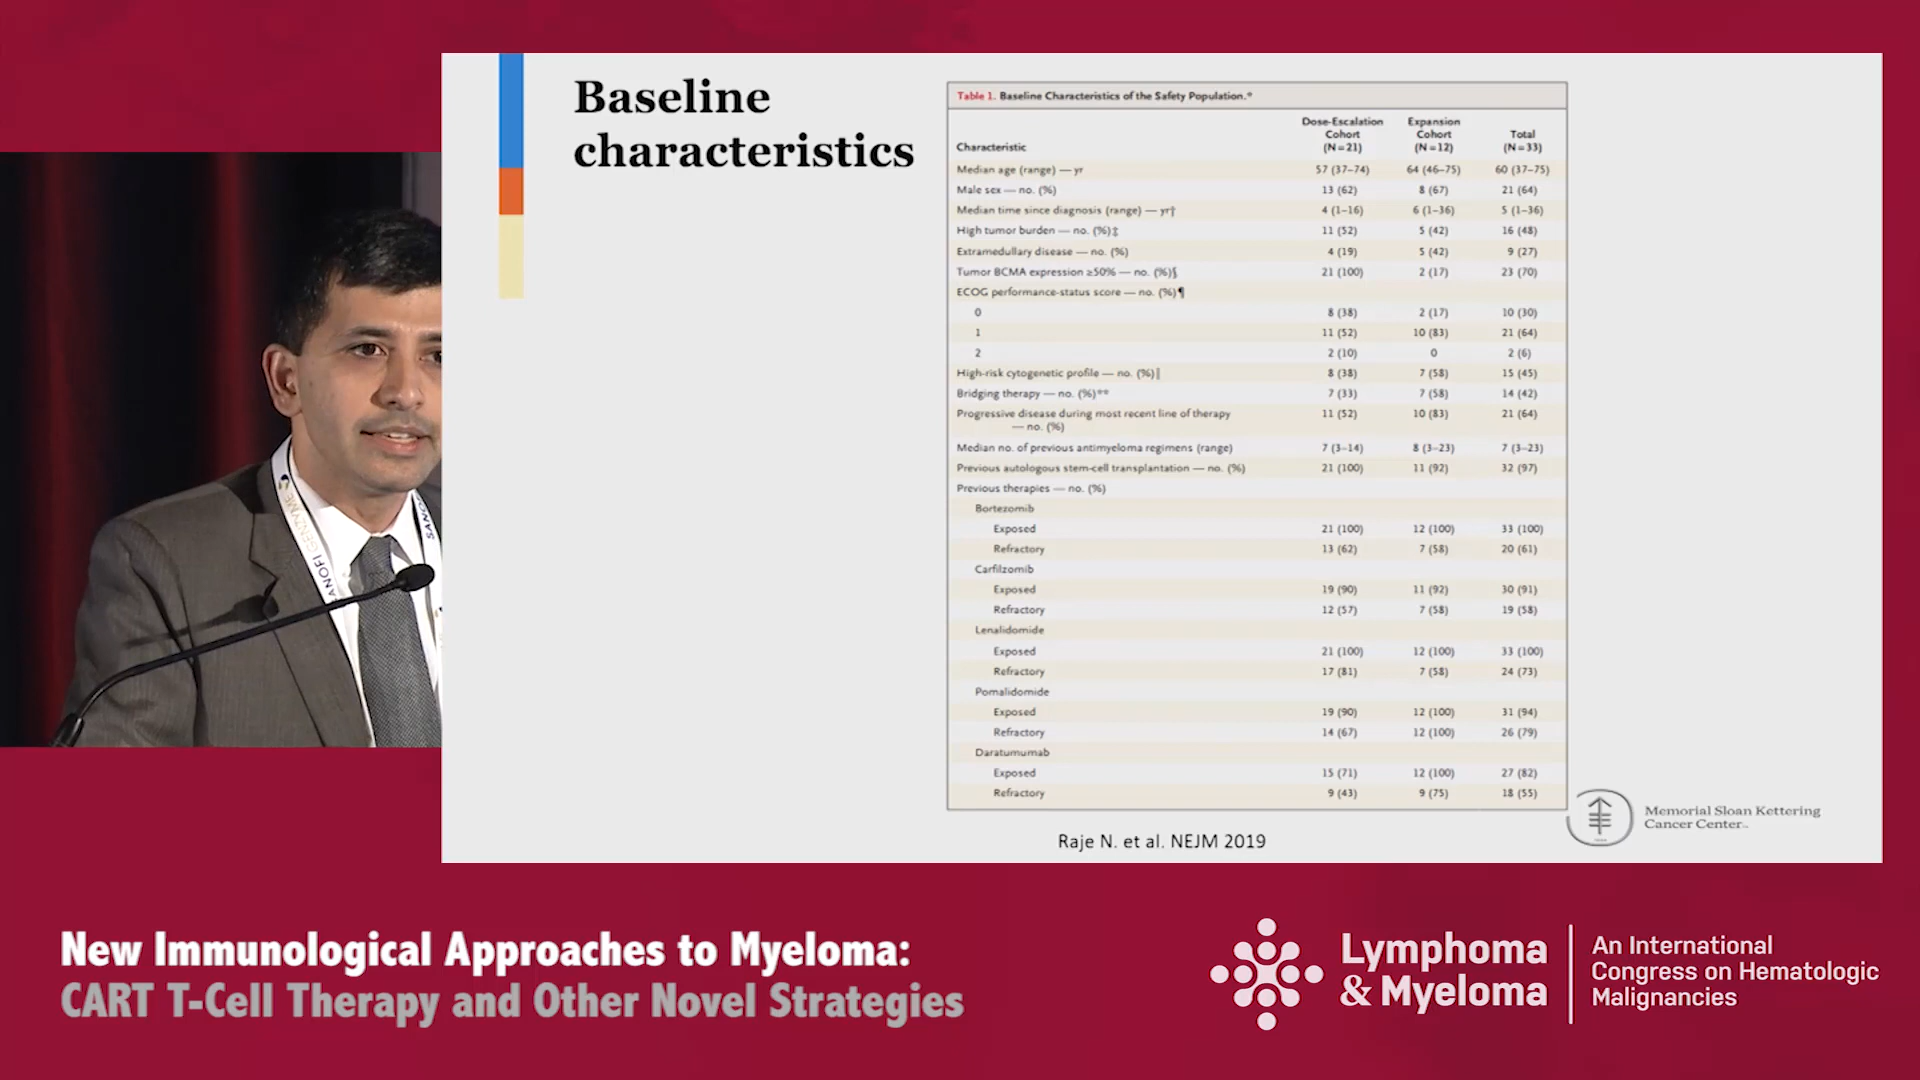 Baseline
characteristics
Table 1. Baseline Characteristics of the Safety Population.*
Characteristic Dose-Escalation Cohort (N=21) Expansion Cohort (N=12) Total (N=33)
Median age (range) — yr 57 (37–74) 64 (46–75) 60 (37–75)
Male sex — no. (%) 13 (62) 8 (67) 21 (64)
Median time since diagnosis (range) — yr† 4 (1–16) 6 (1–36) 5 (1–36)
High tumor burden — no. (%)‡ 11 (52) 5 (42) 16 (48)
Extramedullary disease — no. (%) 4 (19) 5 (42) 9 (27)
Tumor BCMA expression ≥50% — no. (%)§ 21 (100) 2 (17) 23 (70)
ECOG performance-status score — no. (%)¶
0 8 (38) 2 (17) 10 (30)
1 11 (52) 10 (83) 21 (64)
2 2 (10) 0 2 (6)
High-risk cytogenetic profile — no. (%)‖ 8 (38) 7 (58) 15 (45)
Bridging therapy — no. (%)** 7 (33) 7 (58) 14 (42)
Progressive disease during most recent line of therapy 11 (52) 10 (83) 21 (64)
— no. (%)
Median no. of previous antimyeloma regimens (range) 7 (3–14) 8 (3–23) 7 (3–23)
Previous autologous stem-cell transplantation — no. (%) 21 (100) 11 (92) 32 (97)
Previous therapies — no. (%)
Bortezomib
Exposed 21 (100) 12 (100) 33 (100)
Refractory 13 (62) 7 (58) 20 (61)
Carfilzomib
Exposed 19 (90) 11 (92) 30 (91)
Refractory 12 (57) 7 (58) 19 (58)
Lenalidomide
Exposed 21 (100) 12 (100) 33 (100)
Refractory 17 (81) 7 (58) 24 (73)
Pomalidomide
Exposed 19 (90) 12 (100) 31 (94)
Refractory 14 (67) 12 (100) 26 (79)
Daratumumab
Exposed 15 (71) 12 (100) 27 (82)
Refractory 9 (43) 9 (75) 18 (55)
Raje N. et al. NEJM 2019
Memorial Sloan Kettering
Cancer Center
SANOFI GENZYME
SANO
New Immunological Approaches to Myeloma:
CART T-Cell Therapy and Other Novel Strategies
Lymphoma
& Myeloma
An International
Congress on Hematologic
Malignancies